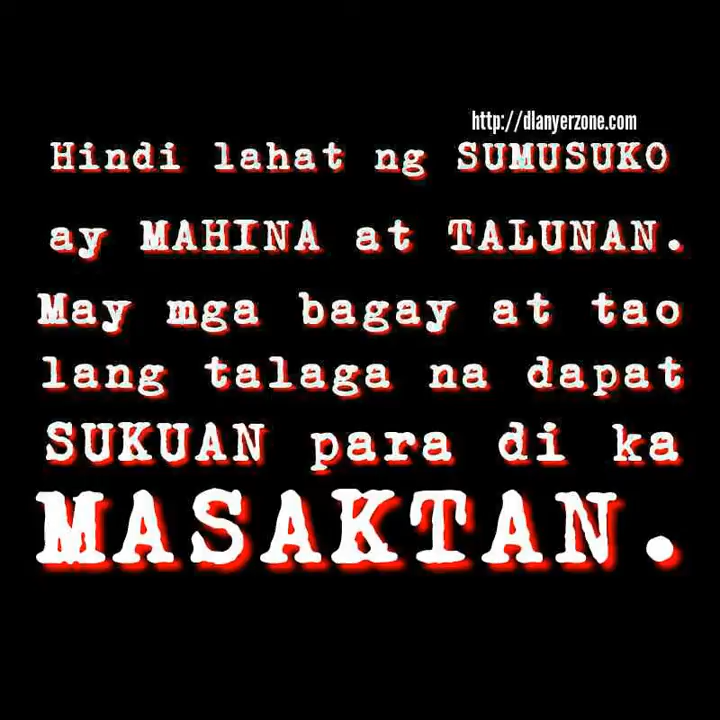 http://dlanyerzone.com
Hindi lahat ng SUMUSUKO
ay MAHINA at TALUNAN.
May mga bagay at tao
lang talaga na dapat
SUKUAN para di ka
MASAKTAN.